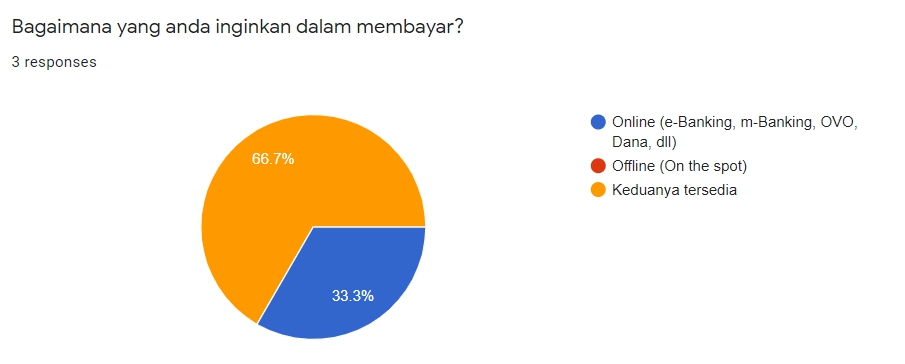 Bagaimana yang anda inginkan dalam membayar?
3 responses
66.7%
33.3%
Online (e-Banking, m-Banking, OVO,
Dana, dll)
Offline (On the spot)
Keduanya tersedia